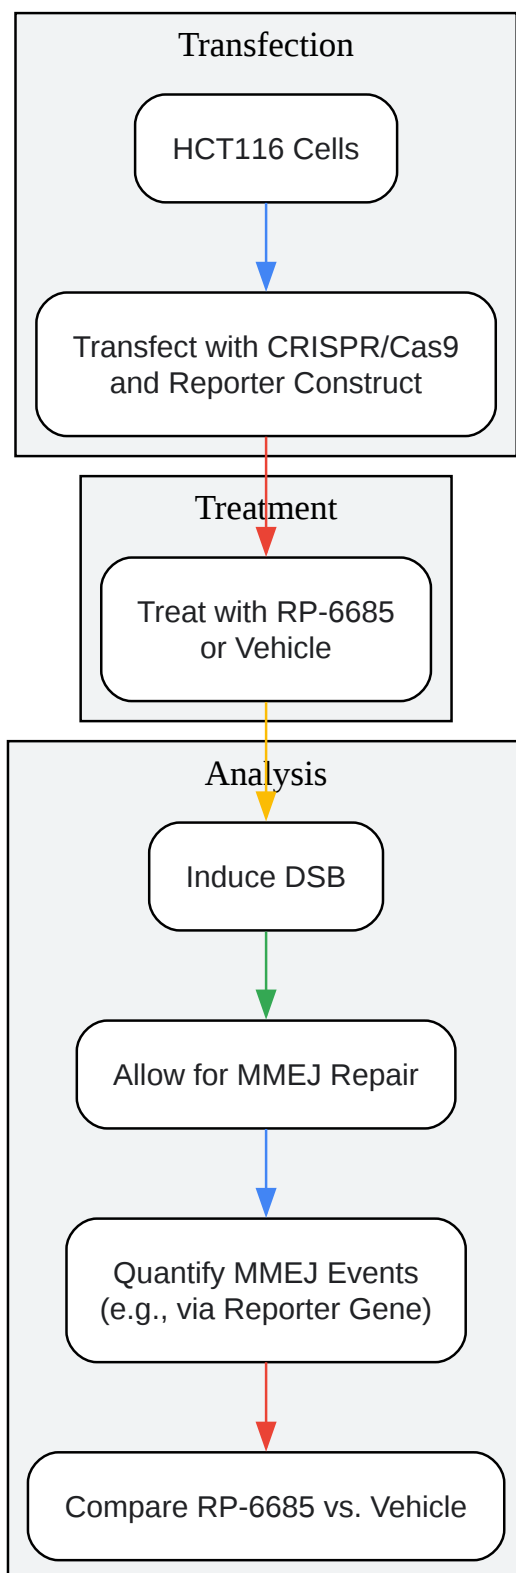 Transfection
HCT116 Cells
Transfect with CRISPR/Cas9
and Reporter Construct
Treatment
Treat with RP-6685
or Vehicle
Analysis
Induce DSB
Allow for MMEJ Repair
Quantify MMEJ Events
(e.g., via Reporter Gene)
Compare RP-6685 vs. Vehicle